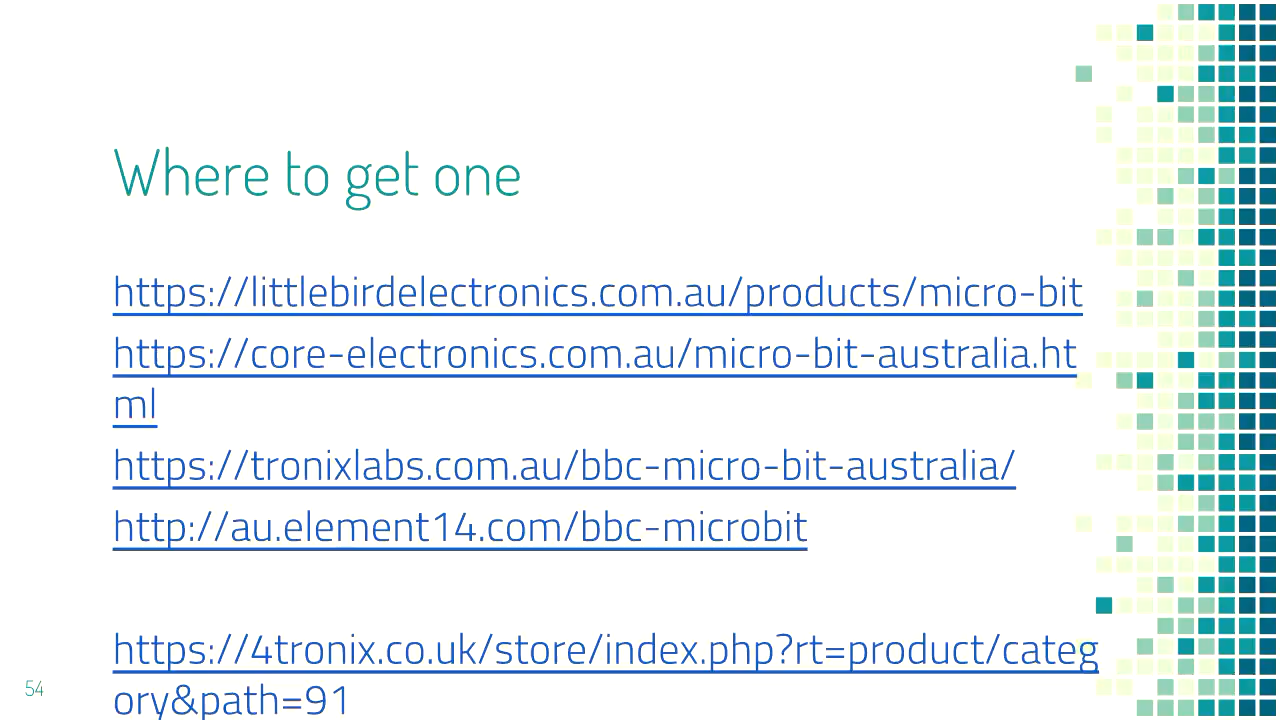 Where to get one
https://littlebirdelectronics.com.au/products/micro-bit
https://core-electronics.com.au/micro-bit-australia.ht
ml
https://tronixlabs.com.au/bbc-micro-bit-australia/
http://au.element14.com/bbc-microbit
https://4tronix.co.uk/store/index.php?rt=product/categ
ory&path=91
54